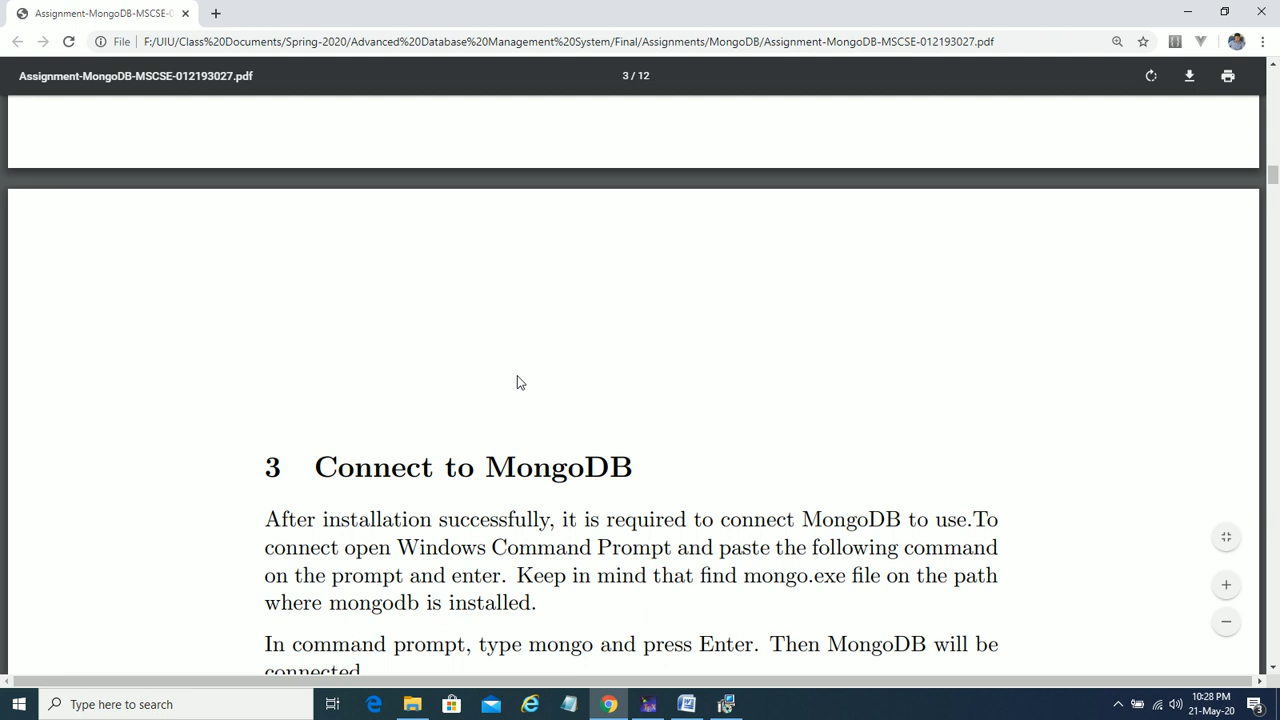 Assignment-MongoDB-MSCSE-0
File
F:/UIU/Class%20Documents/Spring-2020/Advanced%20Database%20Management%20System/Final/Assignments/MongoDB/Assignment-MongoDB-MSCSE-012193027.pdf
Assignment-MongoDB-MSCSE-012193027.pdf
3 / 12
3 Connect to MongoDB
After installation successfully, it is required to connect MongoDB to use.To
connect open Windows Command Prompt and paste the following command
on the prompt and enter. Keep in mind that find mongo.exe file on the path
where mongodb is installed.
In command prompt, type mongo and press Enter. Then MongoDB will be
connected
Type here to search
10:28 PM
21-May-20
3